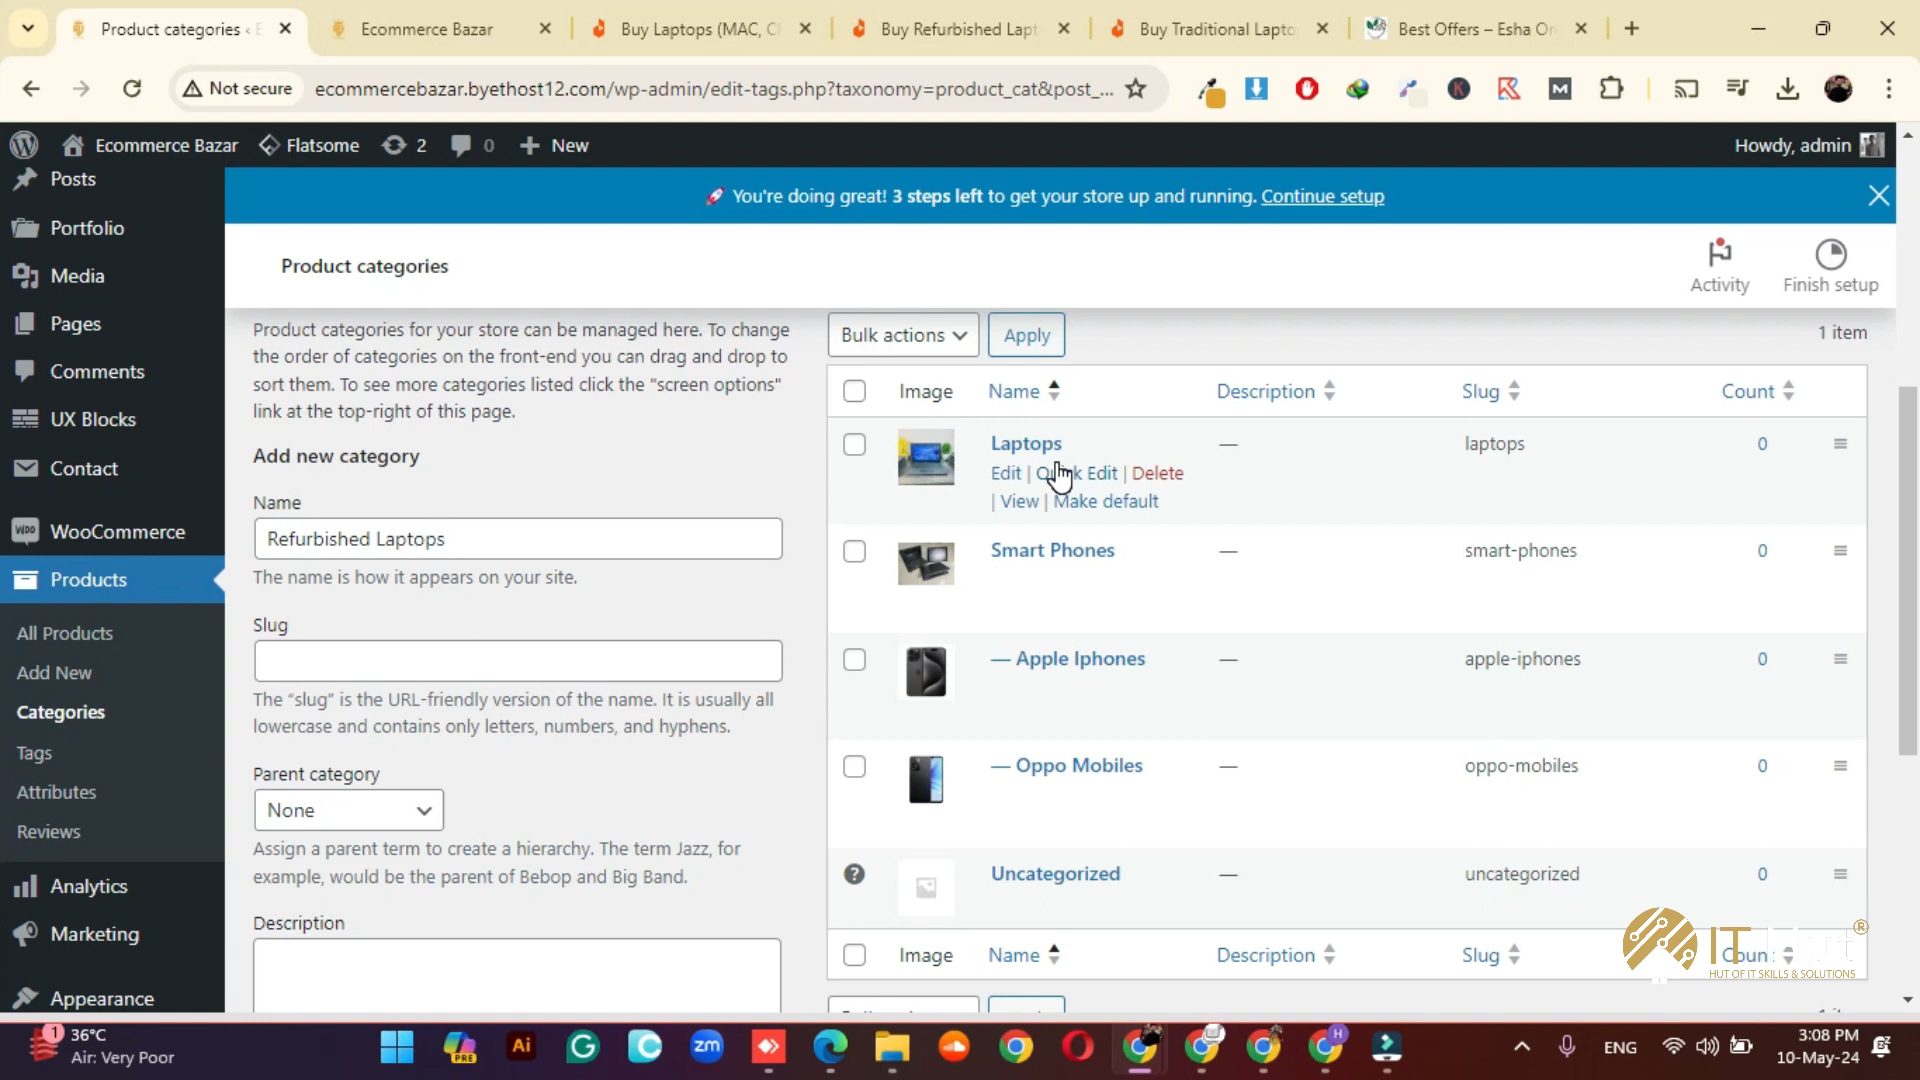 Product categories ‹ E
Ecommerce Bazar
Buy Laptops (MAC, C
Buy Refurbished Lapt
Buy Traditional Lapto
Best Offers – Esha On
Not secure
ecommercebazar.byethost12.com/wp-admin/edit-tags.php?taxonomy=product_cat&post_...
Ecommerce Bazar
Flatsome
2
0
New
Howdy, admin
You're doing great! 3 steps left to get your store up and running. Continue setup
Product categories
Activity
Finish setup
Posts
Portfolio
Media
Pages
Comments
UX Blocks
Contact
WooCommerce
Products
All Products
Add New
Categories
Tags
Attributes
Reviews
Analytics
Marketing
Appearance
Product categories for your store can be managed here. To change
the order of categories on the front-end you can drag and drop to
sort them. To see more categories listed click the "screen options"
link at the top-right of this page.
Add new category
Name
Refurbished Laptops
The name is how it appears on your site.
Slug
The “slug” is the URL-friendly version of the name. It is usually all
lowercase and contains only letters, numbers, and hyphens.
Parent category
None
Assign a parent term to create a hierarchy. The term Jazz, for
example, would be the parent of Bebop and Big Band.
Description
Bulk actions
Apply
1 item
Image Name Description Slug Count
Laptops — laptops 0
Edit | Quick Edit | Delete
| View | Make default
Smart Phones — smart-phones 0
— Apple Iphones — apple-iphones 0
— Oppo Mobiles — oppo-mobiles 0
Uncategorized — uncategorized 0
Image Name Description Slug Count
IT Hut ®
HUT OF IT SKILLS & SOLUTIONS
1
36°C
Air: Very Poor
PRE
Ai
zm
H
ENG
3:08 PM
10-May-24